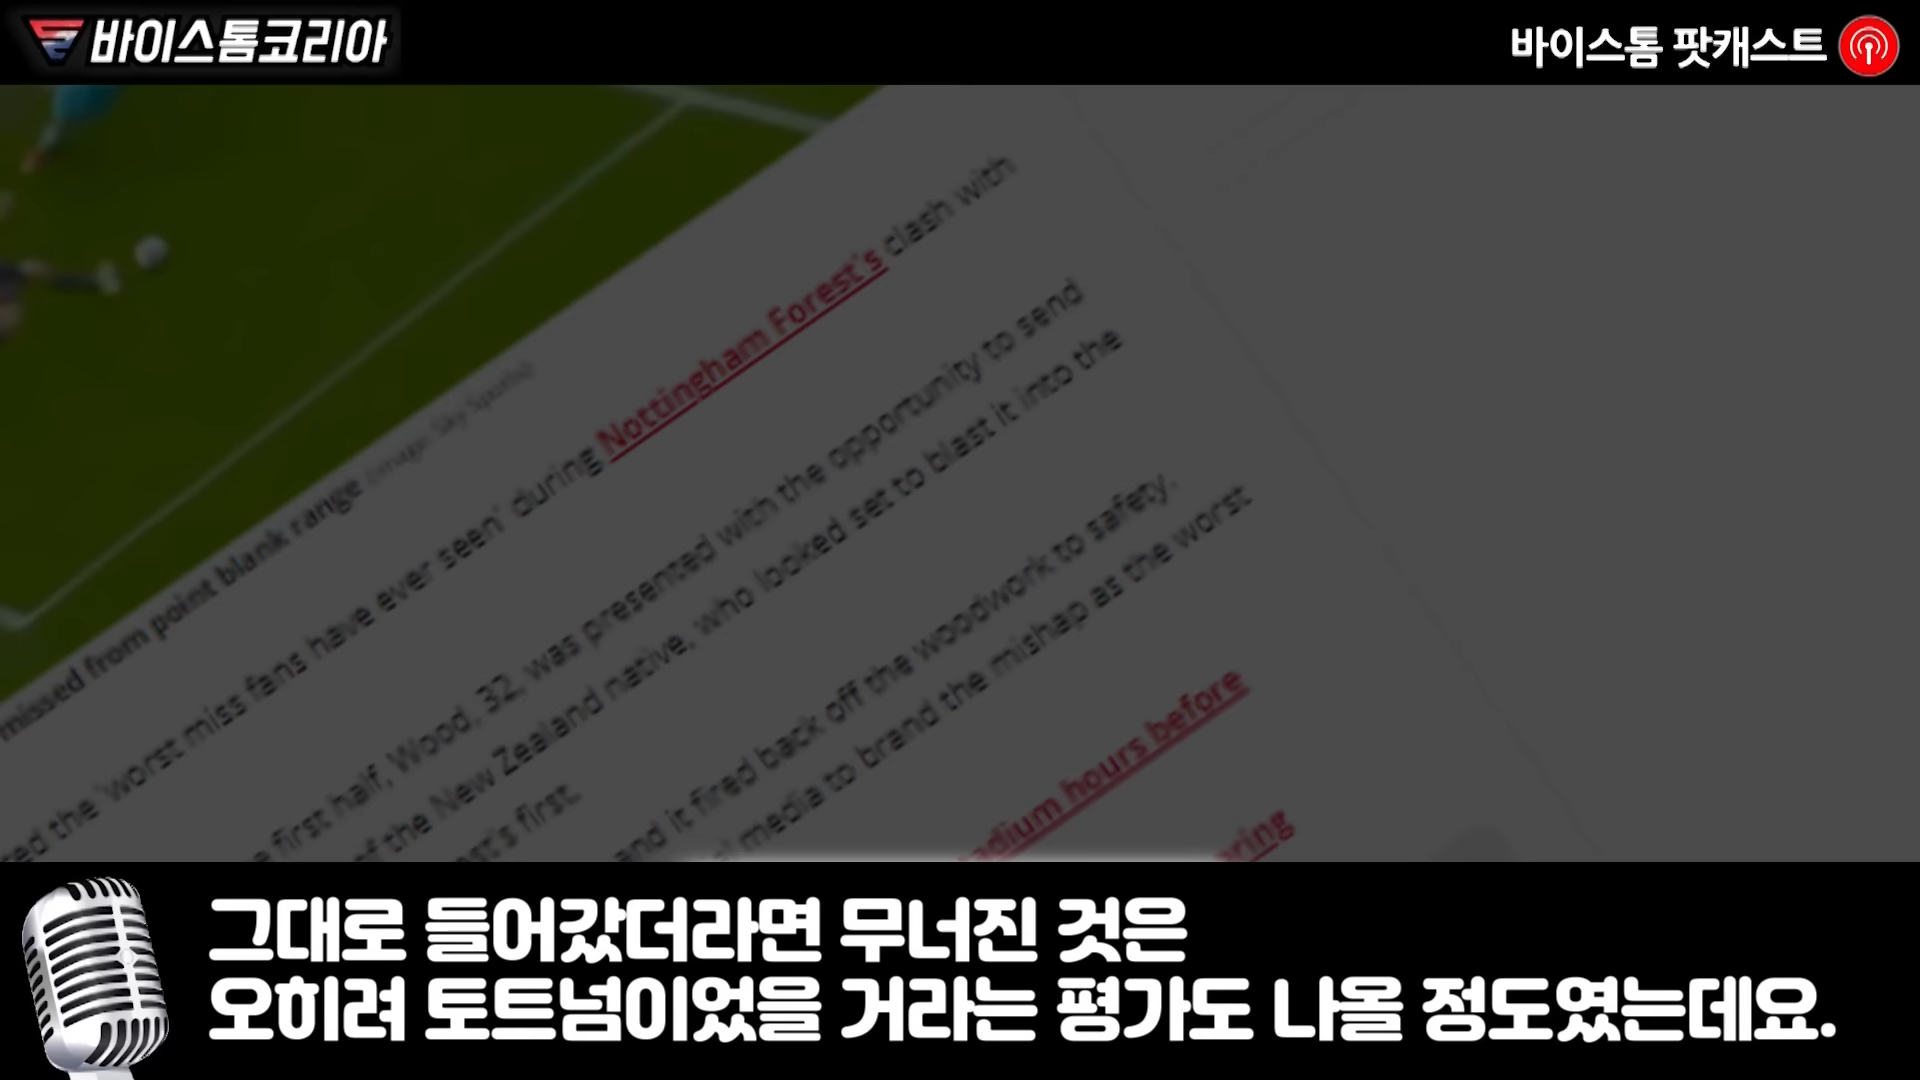 바이스톰코리아
바이스톰 팟캐스트
missed from point blank range (Image: Sky Sports)
the 'worst miss fans have ever seen' during Nottingham Forest's clash with
first half, Wood, 32, was presented with the opportunity to send
of the New Zealand native, who looked set to blast it into the
first.
and it fired back off the woodwork to safety.
media to brand the mishap as the worst
hours before
그대로 들어갔더라면 무너진 것은
오히려 토트넘이었을 거라는 평가도 나올 정도였는데요.